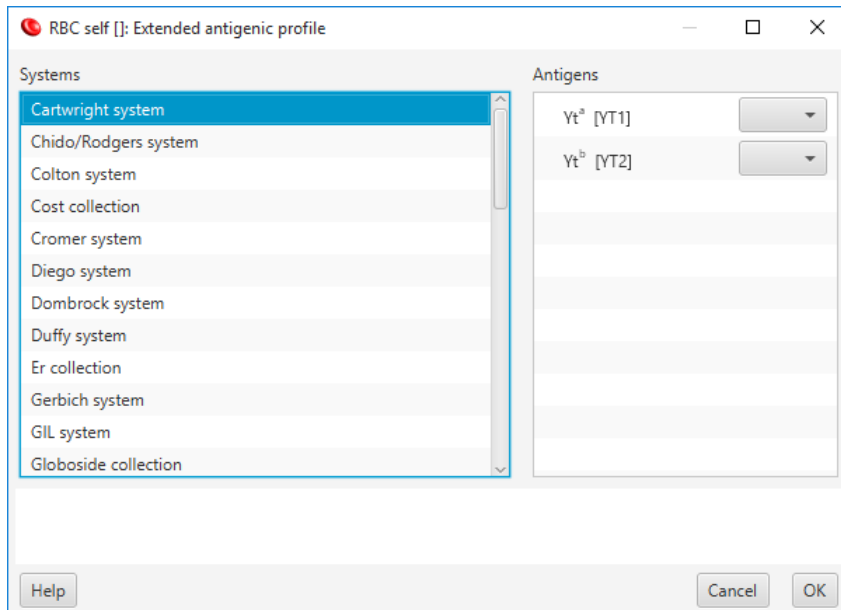 RBC self []: Extended antigenic profile
Systems
Antigens
Cartwright system
Chido/Rodgers system
Colton system
Cost collection
Cromer system
Diego system
Dombrock system
Duffy system
Er collection
Gerbich system
GIL system
Globoside collection
Ytᵃ [YT1]
Ytᵇ [YT2]
Help
Cancel
OK